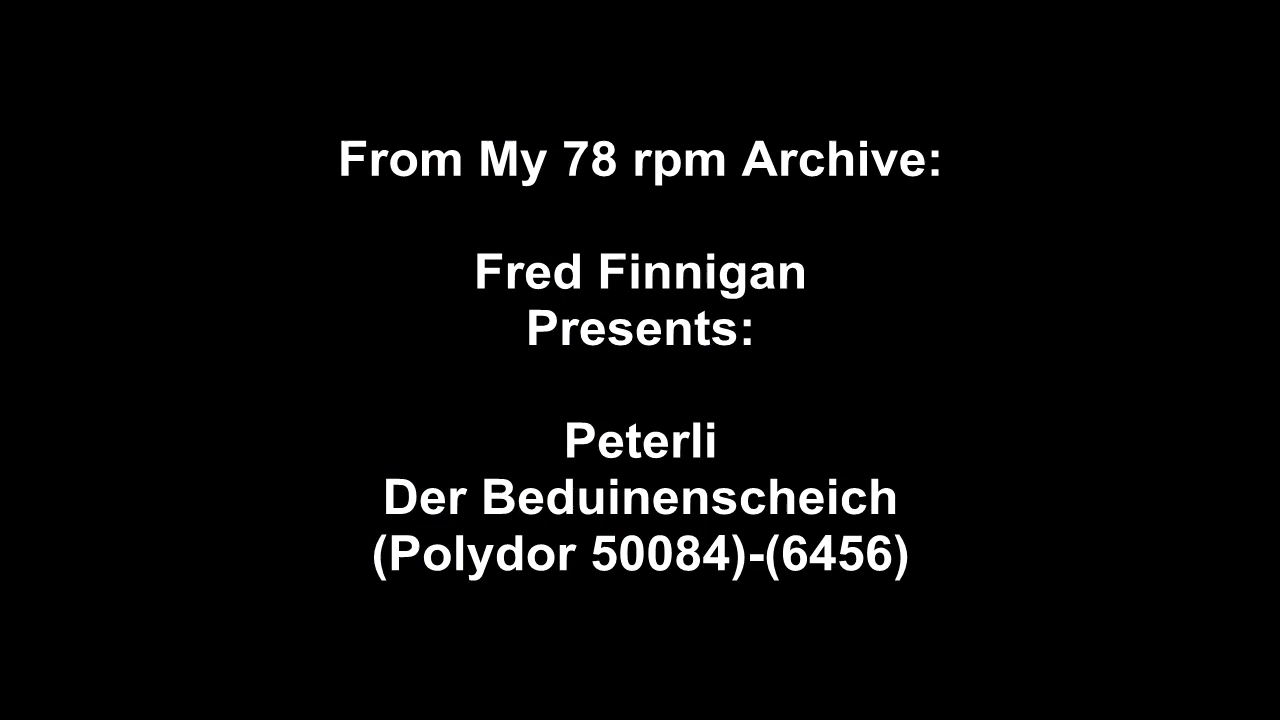 From My 78 rpm Archive:
Fred Finnigan
Presents:
Peterli
Der Beduinenscheich
(Polydor 50084)-(6456)